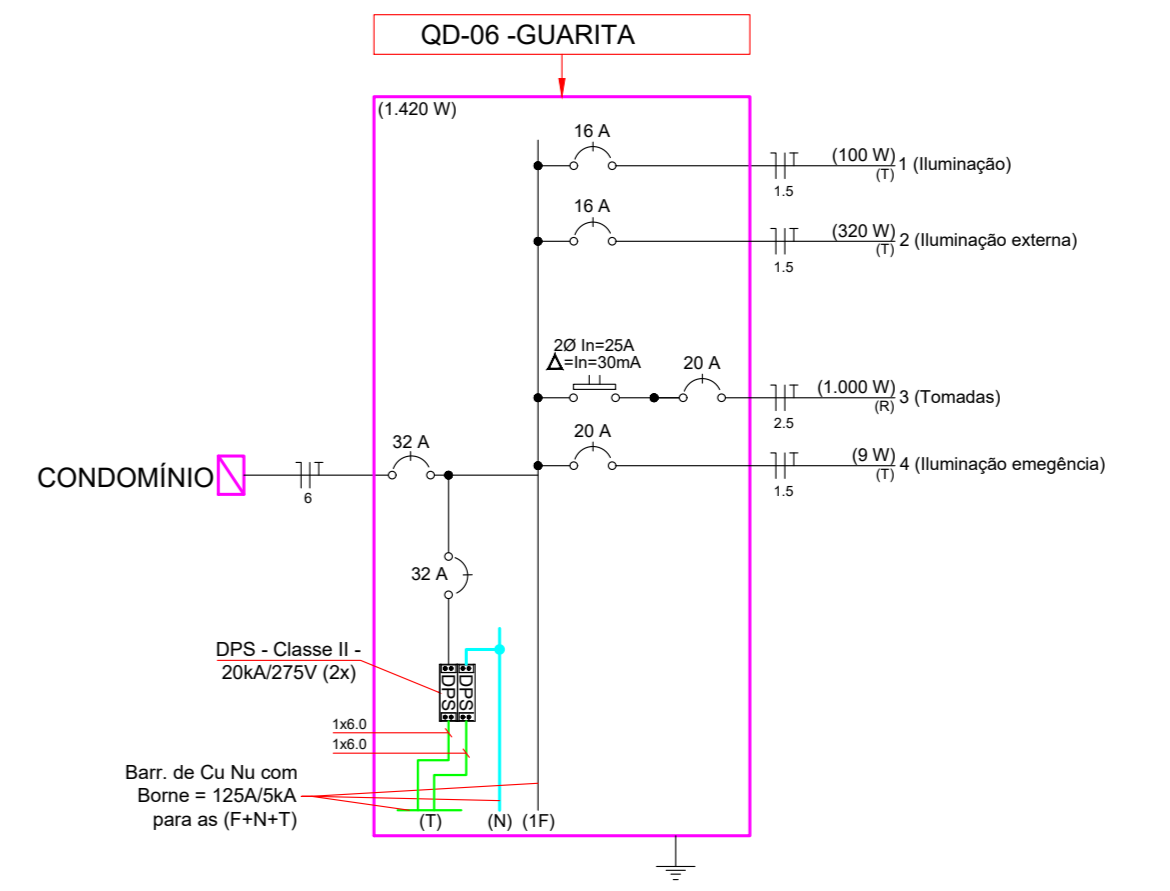 QD-06 -GUARITA
(1.420 W)
16 A
(100 W)
(T)
1 (Iluminação)
1.5
16 A
(320 W)
(T)
2 (Iluminação externa)
1.5
2Ø In=25A
Δ=In=30mA
20 A
(1.000 W)
(R)
3 (Tomadas)
2.5
20 A
(9 W)
(T)
4 (Iluminação emegência)
1.5
CONDOMÍNIO
6
32 A
32 A
DPS - Classe II -
20kA/275V (2x)
DPS
DPS
1x6.0
1x6.0
Barr. de Cu Nu com
Borne = 125A/5kA
para as (F+N+T)
(T)
(N)
(1F)